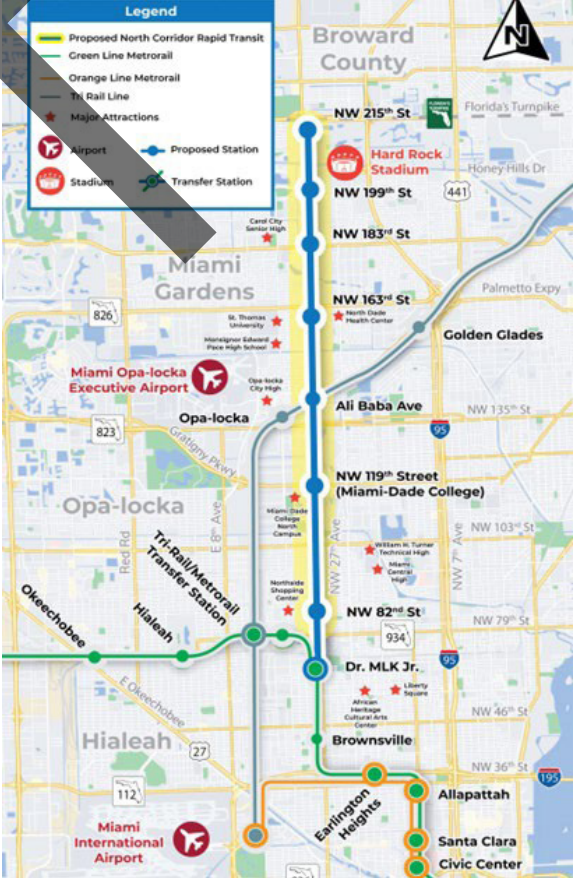 Legend
Proposed North Corridor Rapid Transit
Green Line Metrorail
Orange Line Metrorail
Tri Rail Line
Major Attractions
Airport
Proposed Station
Stadium
Transfer Station
Broward
County
N
NW 215th St
FLORIDA'S
TURNPIKE
Florida's Turnpike
Hard Rock
Stadium
Honey Hills Dr
NW 199th St
441
Carol City
Senior High
NW 183rd St
Miami
Gardens
Palmetto Expy
NW 163rd St
826
St. Thomas
University
North Dade
Health Center
Monsignor Edward
Pace High School
Golden Glades
Miami Opa-locka
Executive Airport
Opa-locka
City High
Ali Baba Ave
NW 135th St
Opa-locka
95
823
Gratigny Pkwy
NW 119th Street
(Miami-Dade College)
Opa-locka
Miami Dade
College
North
Campus
NW 103rd St
Red Rd
E 8th Ave
NW 27th Ave
NW 7th Ave
William H. Turner
Technical High
Miami
Central
High
Tri-Rail/Metrorail
Transfer Station
Northside
Shopping
Center
Okeechobee
Hialeah
NW 82nd St
NW 79th St
934
95
Dr. MLK Jr.
E Okeechobee
African
Heritage
Cultural Arts
Center
Liberty
Square
NW 46th St
Hialeah
27
Brownsville
NW 36th St
195
112
Earlington
Heights
Allapattah
Miami
International
Airport
Santa Clara
Civic Center